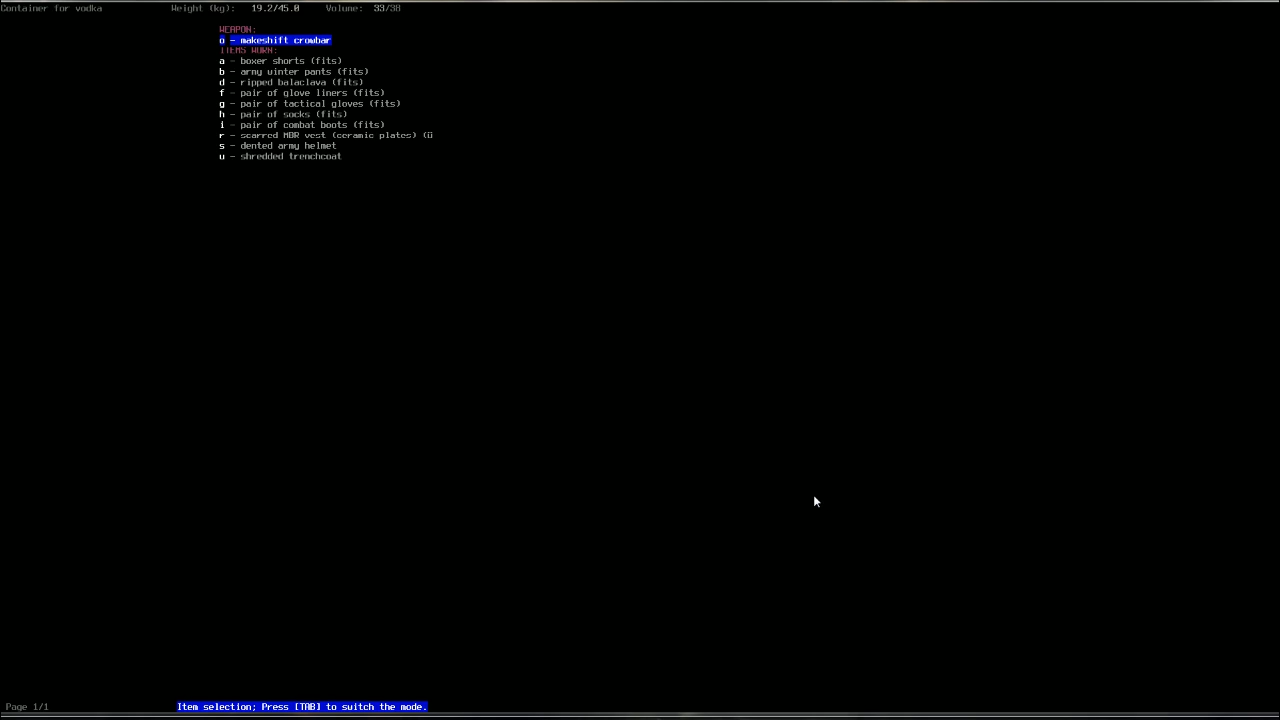 Container for vodka Weight (kg): 19.2/45.0 Volume: 33/38
WEAPON:
o - makeshift crowbar
ITEMS WORN:
a - boxer shorts (fits)
b - army winter pants (fits)
d - ripped balaclava (fits)
f - pair of glove liners (fits)
g - pair of tactical gloves (fits)
h - pair of socks (fits)
i - pair of combat boots (fits)
r - scarred MBR vest (ceramic plates) (ü
s - dented army helmet
u - shredded trenchcoat
Page 1/1 Item selection; Press [TAB] to switch the mode.